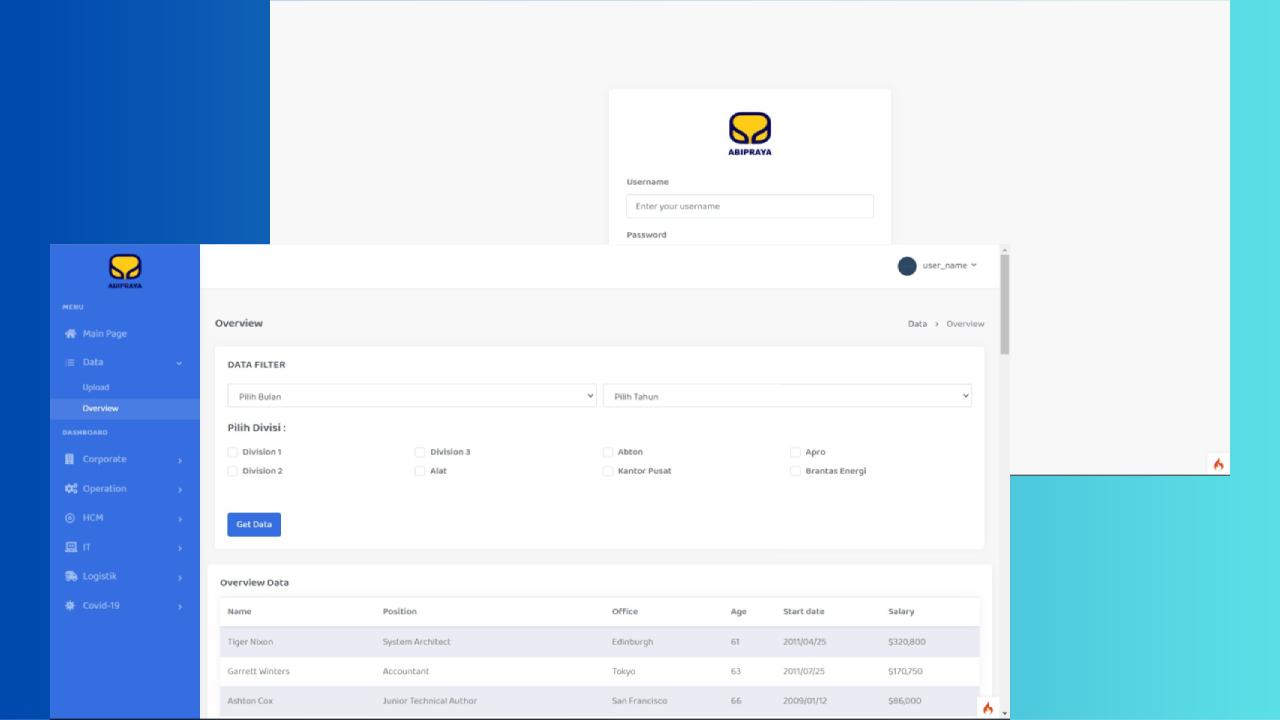 ABIPRAYA
Username
Enter your username
Password
ABIPRAYA
user_name
MENU
Main Page
Data
Upload
Overview
DASHBOARD
Corporate
Operation
HCM
IT
Logistik
Covid-19
Overview
Data > Overview
DATA FILTER
Pilih Bulan Pilih Tahun
Pilih Divisi :
Division 1 Division 3 Abton Apro
Division 2 Alat Kantor Pusat Brantas Energi
Get Data
Overview Data
Name Position Office Age Start date Salary
Tiger Nixon System Architect Edinburgh 61 2011/04/25 $320,800
Garrett Winters Accountant Tokyo 63 2011/07/25 $170,750
Ashton Cox Junior Technical Author San Francisco 66 2009/01/12 $86,000